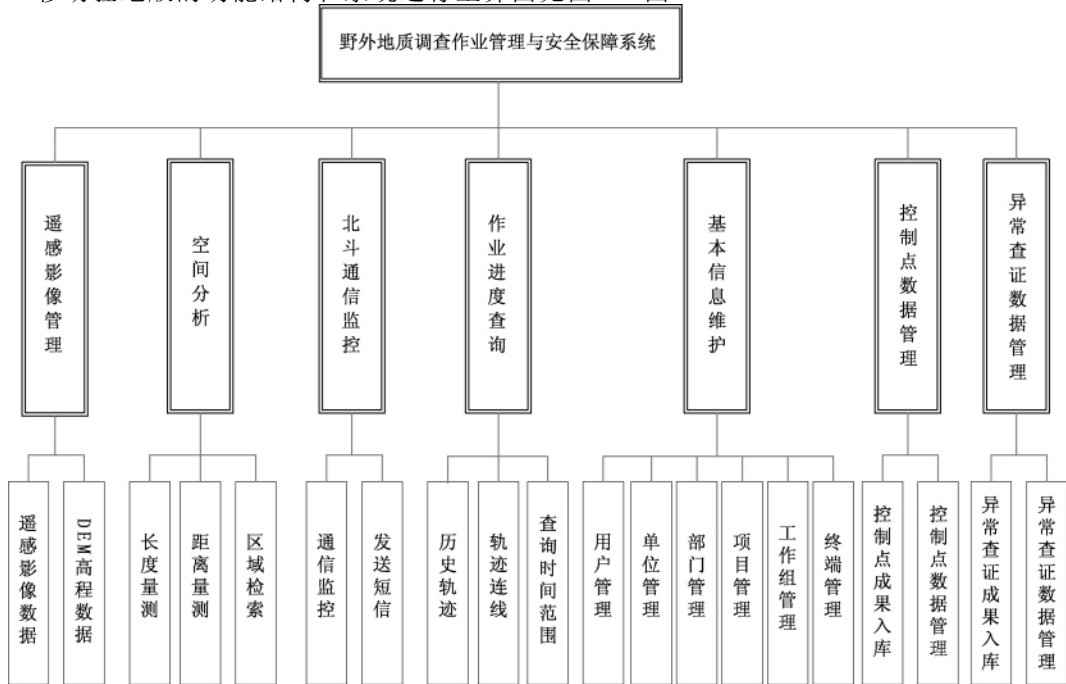 野外地质调查作业管理与安全保障系统
遥感影像管理
空间分析
北斗通信监控
作业进度查询
基本信息维护
控制点数据管理
异常查证数据管理
遥感影像数据
DEM高程数据
长度量测
距离量测
区域检索
通信监控
发送短信
历史轨迹
轨迹连线
查询时间范围
用户管理
单位管理
部门管理
项目管理
工作组管理
终端管理
控制点成果入库
控制点数据管理
异常查证成果入库
异常查证数据管理